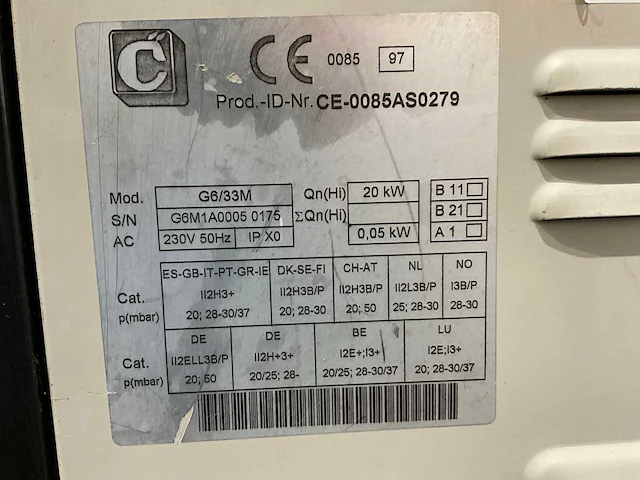 Ć
CE 0085 97
Prod.-ID-Nr. CE-0085AS0279
Mod. G6/33M Qn(Hi) 20 kW B 11
S/N G6M1A0005 0175 ΣQn(Hi) B 21
AC 230V 50Hz IP X0 0,05 kW A 1
ES-GB-IT-PT-GR-IE DK-SE-FI CH-AT NL NO
Cat. II2H3+ II2H3B/P II2H3B/P II2L3B/P I3B/P
p(mbar) 20; 28-30/37 20; 28-30 20; 50 25; 28-30 28-30
DE DE BE LU
Cat. II2ELL3B/P II2H+3+ I2E+;I3+ I2E;I3+
p(mbar) 20; 50 20/25; 28- 20/25; 28-30/37 20; 28-30/37